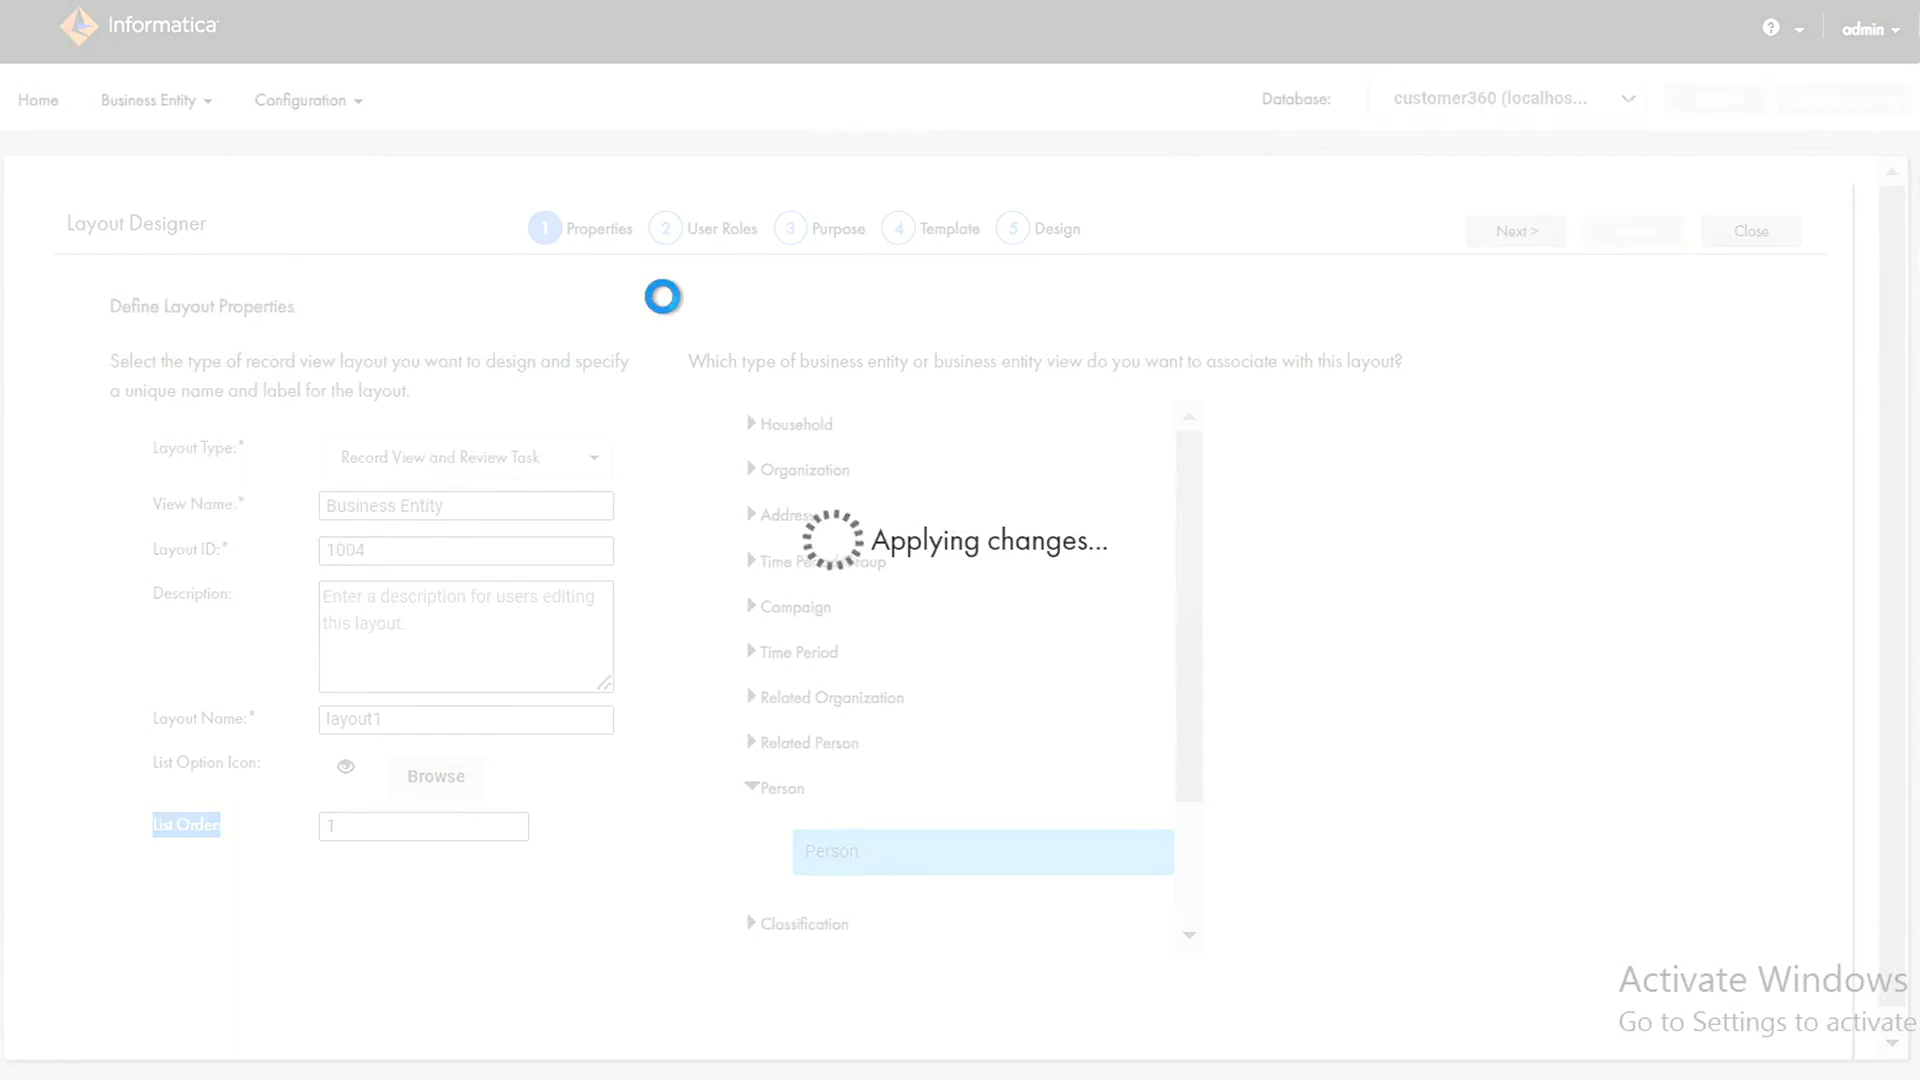 Informatica
? admin
Home Business Entity Configuration Database: customer360 (localhos...
Layout Designer 1 Properties 2 User Roles 3 Purpose 4 Template 5 Design Next > Close
Define Layout Properties
Select the type of record view layout you want to design and specify
a unique name and label for the layout.
Layout Type:* Record View and Review Task
View Name:* Business Entity
Layout ID:* 1004
Description: Enter a description for users editing
this layout.
Layout Name:* layout1
List Option Icon: Browse
List Order: 1
Which type of business entity or business entity view do you want to associate with this layout?
Household
Organization
Address
Applying changes...
Time Period Group
Campaign
Time Period
Related Organization
Related Person
Person
Person
Classification
Activate Windows
Go to Settings to activate